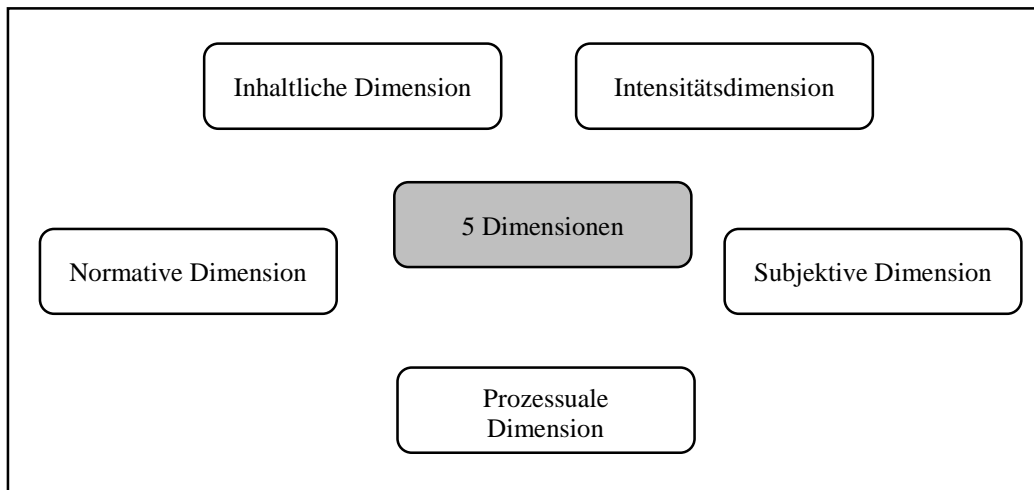 Inhaltliche Dimension
Intensitätsdimension
5 Dimensionen
Normative Dimension
Subjektive Dimension
Prozessuale
Dimension